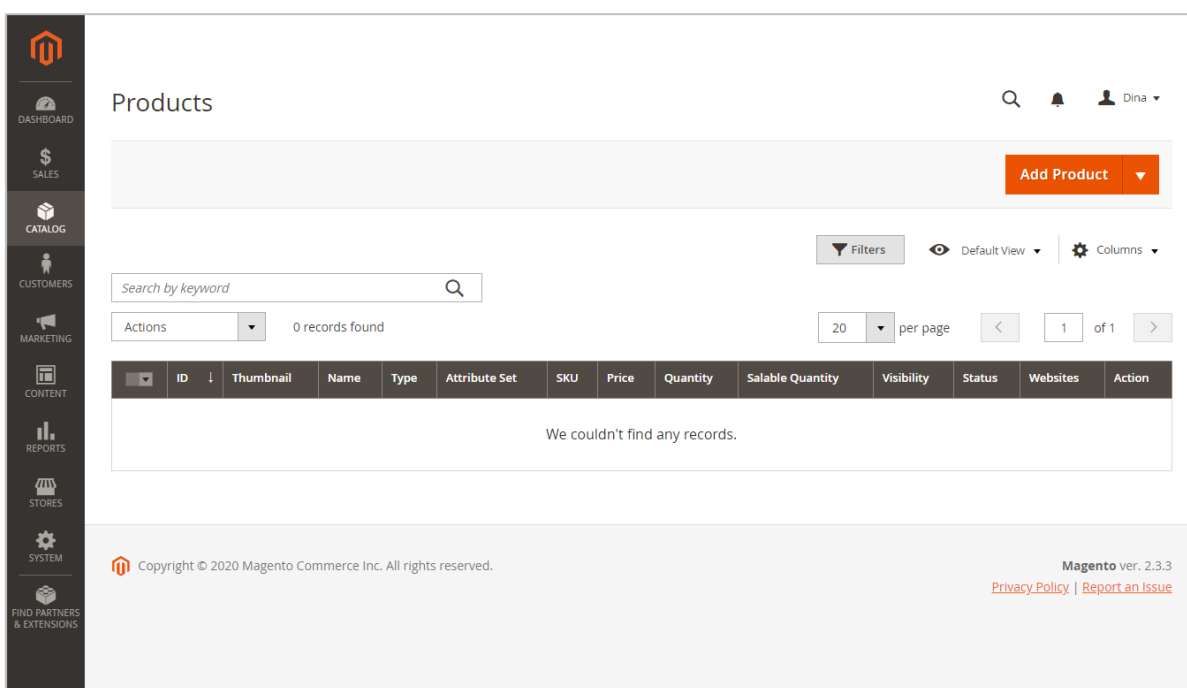 DASHBOARD
SALES
CATALOG
CUSTOMERS
MARKETING
CONTENT
REPORTS
STORES
SYSTEM
FIND PARTNERS
& EXTENSIONS
Products
Dina
Add Product
Filters
Default View
Columns
Search by keyword
Actions
0 records found
20 per page
1 of 1
ID ↓ Thumbnail Name Type Attribute Set SKU Price Quantity Salable Quantity Visibility Status Websites Action
We couldn't find any records.
Copyright © 2020 Magento Commerce Inc. All rights reserved.
Magento ver. 2.3.3
Privacy Policy | Report an Issue